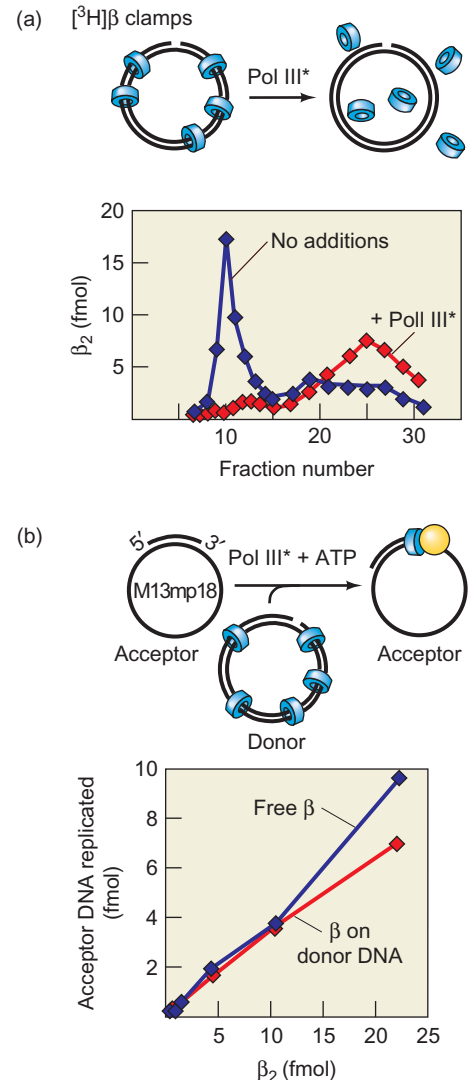 (a) [³H]β clamps
Pol III*
20
15
10
5
β₂ (fmol)
No additions
+ Poll III*
10 20 30
Fraction number
(b)
5′ 3′
Pol III* + ATP
M13mp18
Acceptor
Acceptor
Donor
10
8
6
4
2
Acceptor DNA replicated
(fmol)
Free β
β on
donor DNA
5 10 15 20 25
β₂ (fmol)